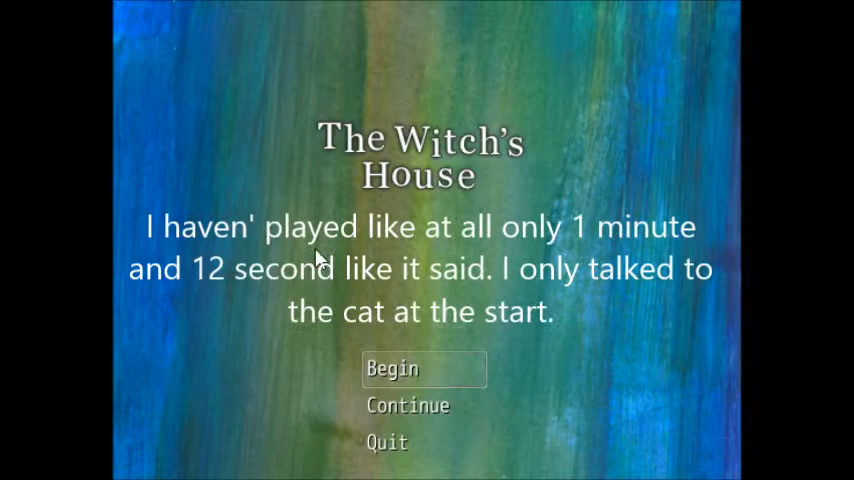 The Witch's
House
I haven' played like at all only 1 minute
and 12 second like it said. I only talked to
the cat at the start.
Begin
Continue
Quit